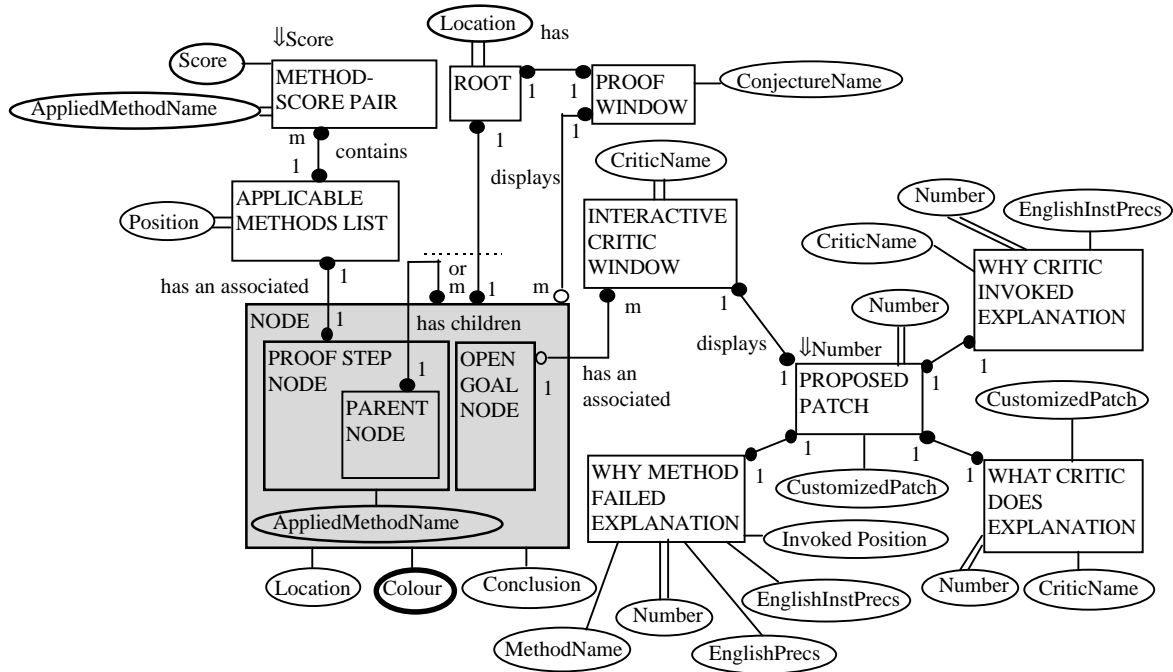 ⇓Score
Location
has
Score
METHOD-
SCORE PAIR
ROOT
PROOF
WINDOW
ConjectureName
AppliedMethodName
1
1
m
1
1
contains
1
displays
CriticName
APPLICABLE
METHODS LIST
Position
INTERACTIVE
CRITIC
WINDOW
Number
EnglishInstPrecs
CriticName
WHY CRITIC
INVOKED
EXPLANATION
1
or
has an associated
m
1
m
m
1
Number
NODE
1
has children
displays
⇓Number
1
PROOF STEP
NODE
1
OPEN
GOAL
NODE
1
has an
associated
1
PROPOSED
PATCH
1
CustomizedPatch
PARENT
NODE
1
1
1
1
WHY METHOD
FAILED
EXPLANATION
CustomizedPatch
WHAT CRITIC
DOES
EXPLANATION
AppliedMethodName
Invoked Position
Location
Colour
Conclusion
Number
CriticName
EnglishInstPrecs
Number
MethodName
EnglishPrecs